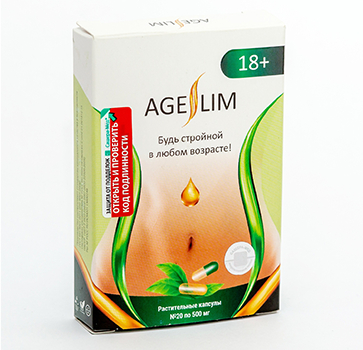 AGESLIM
18+
AGESLIM
Будь стройной
в любом возрасте!
ЗАЩИТА ОТ ПОДДЕЛОК
ОТКРЫТЬ И ПРОВЕРИТЬ
КОД ПОДЛИННОСТИ
Растительные капсулы
№20 по 500 мг